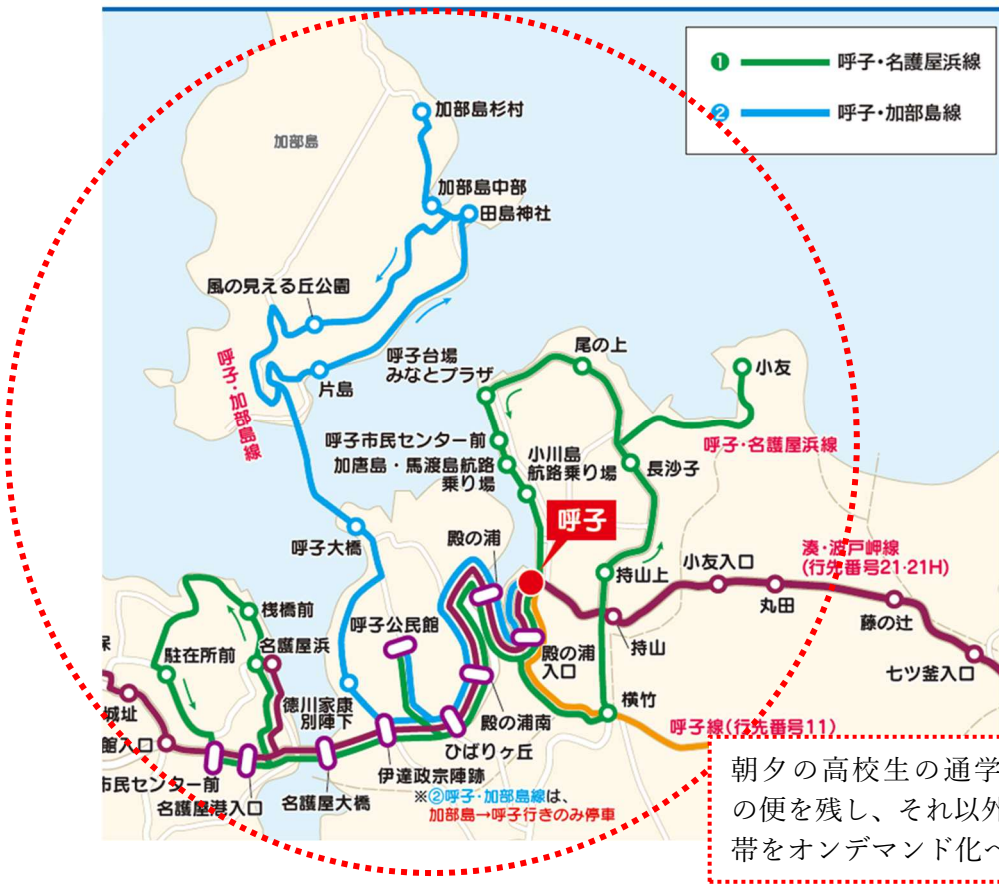 ❶ 呼子・名護屋浜線
❷ 呼子・加部島線
加部島杉村
加部島
加部島中部
田島神社
風の見える丘公園
呼子台場
みなとプラザ
尾の上
小友
片島
呼子・加部島線
呼子市民センター前
加唐島・馬渡島航路
乗り場
小川島
航路乗り場
呼子・名護屋浜線
長沙子
呼子
呼子大橋
殿の浦
湊・波戸岬線
(行先番号21・21H)
小友入口
持山上
丸田
桟橋前
呼子公民館
藤の辻
名護屋浜
駐在所前
殿の浦
入口
持山
七ツ釜入口
城址
徳川家康
別陣下
横竹
殿の浦南
呼子線(行先番号11)
館入口
ひばりヶ丘
伊達政宗陣跡
市民センター前
名護屋港入口
名護屋大橋
※②呼子・加部島線は、
加部島→呼子行きのみ停車
朝夕の高校生の通学
の便を残し、それ以外
帯をオンデマンド化へ